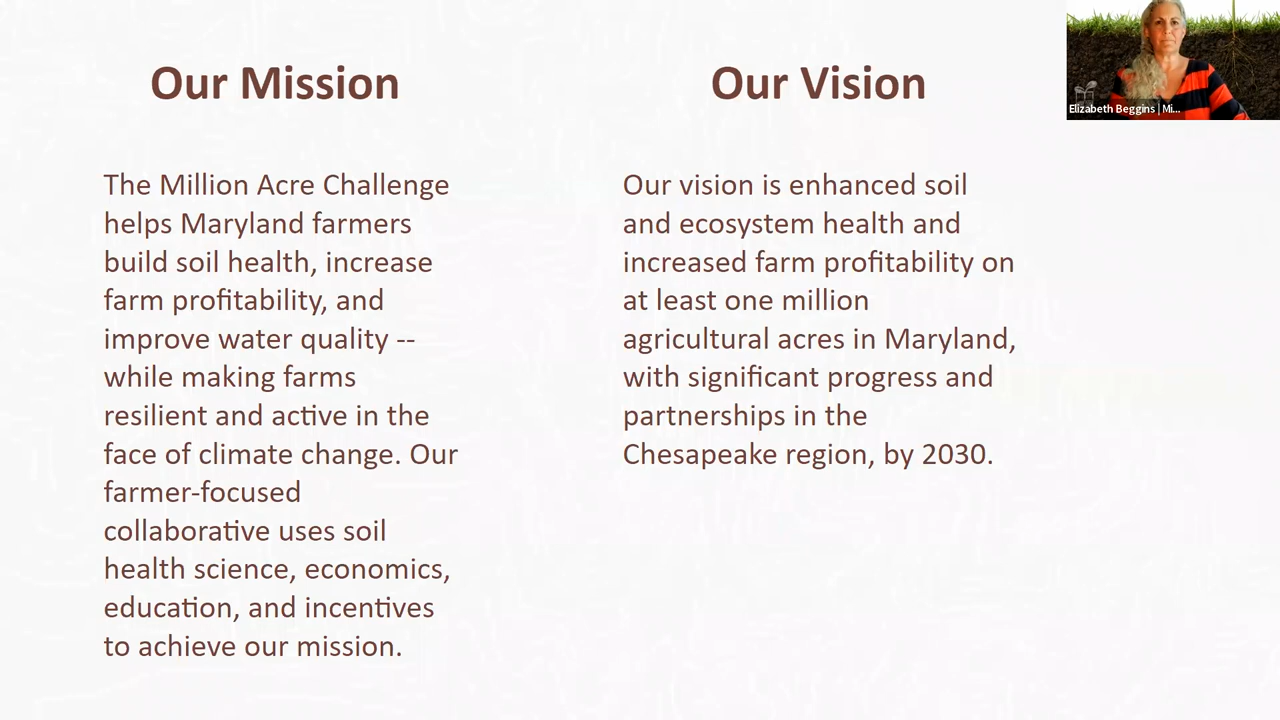 Our Mission
The Million Acre Challenge
helps Maryland farmers
build soil health, increase
farm profitability, and
improve water quality --
while making farms
resilient and active in the
face of climate change. Our
farmer-focused
collaborative uses soil
health science, economics,
education, and incentives
to achieve our mission.
Our Vision
Our vision is enhanced soil
and ecosystem health and
increased farm profitability on
at least one million
agricultural acres in Maryland,
with significant progress and
partnerships in the
Chesapeake region, by 2030.
Elizabeth Beggins | Mi...